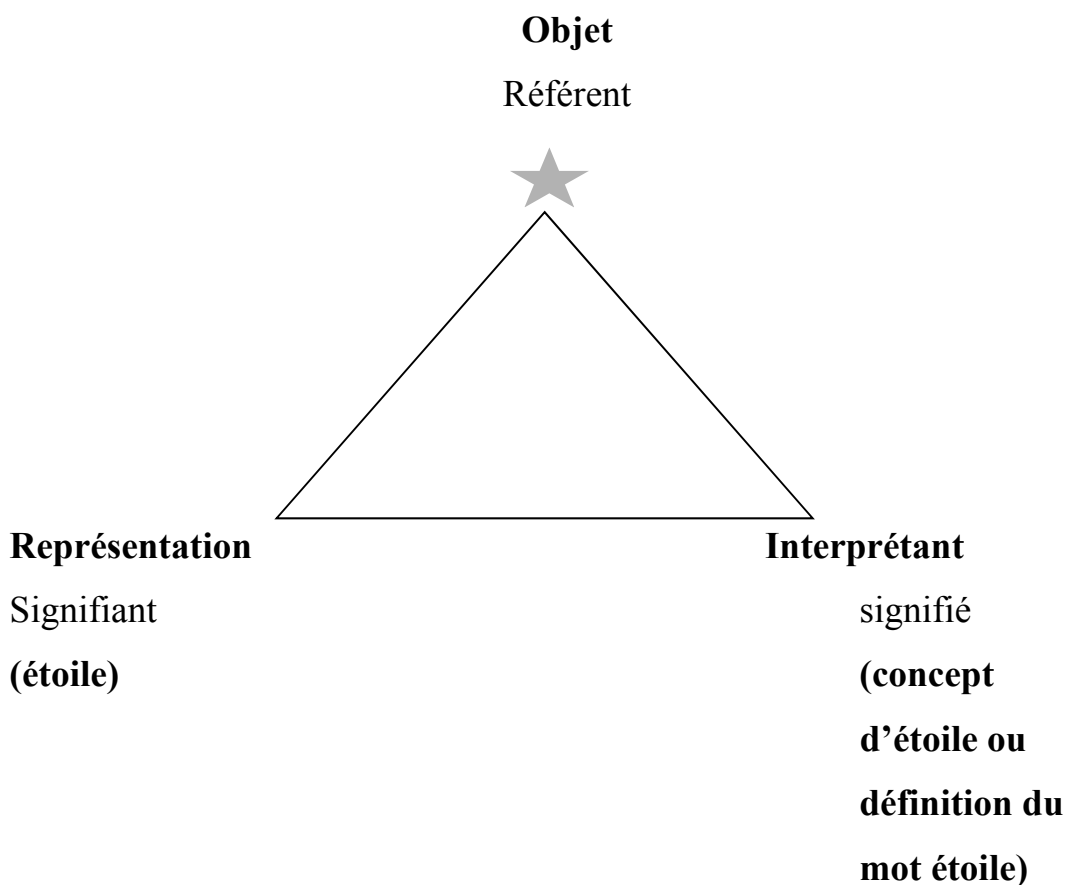 Objet
Référent
Représentation
Signifiant
(étoile)
Interprétant
signifié
(concept
d’étoile ou
définition du
mot étoile)